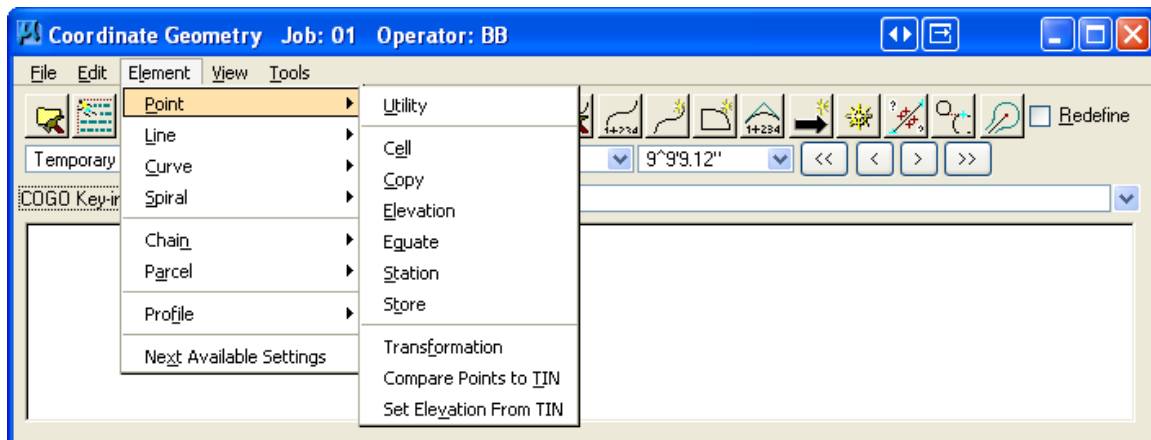 Coordinate Geometry Job: 01 Operator: BB
File Edit Element View Tools
Redefine
Temporary
9^9'9.12"
<< < > >>
COGO Key-in
Point
Line
Curve
Spiral
Chain
Parcel
Profile
Next Available Settings
Utility
Cell
Copy
Elevation
Equate
Station
Store
Transformation
Compare Points to TIN
Set Elevation From TIN
1+234
1+234